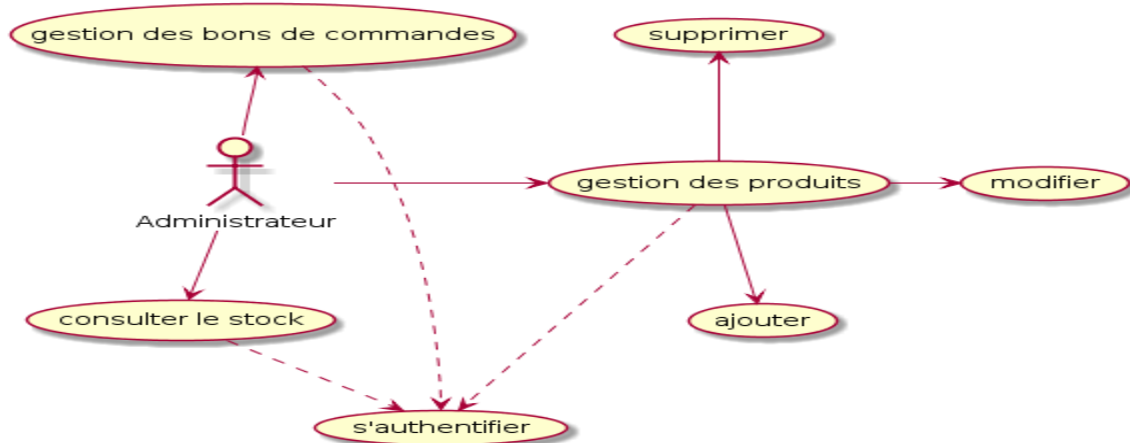 gestion des bons de commandes
supprimer
gestion des produits
modifier
Administrateur
consulter le stock
ajouter
s'authentifier